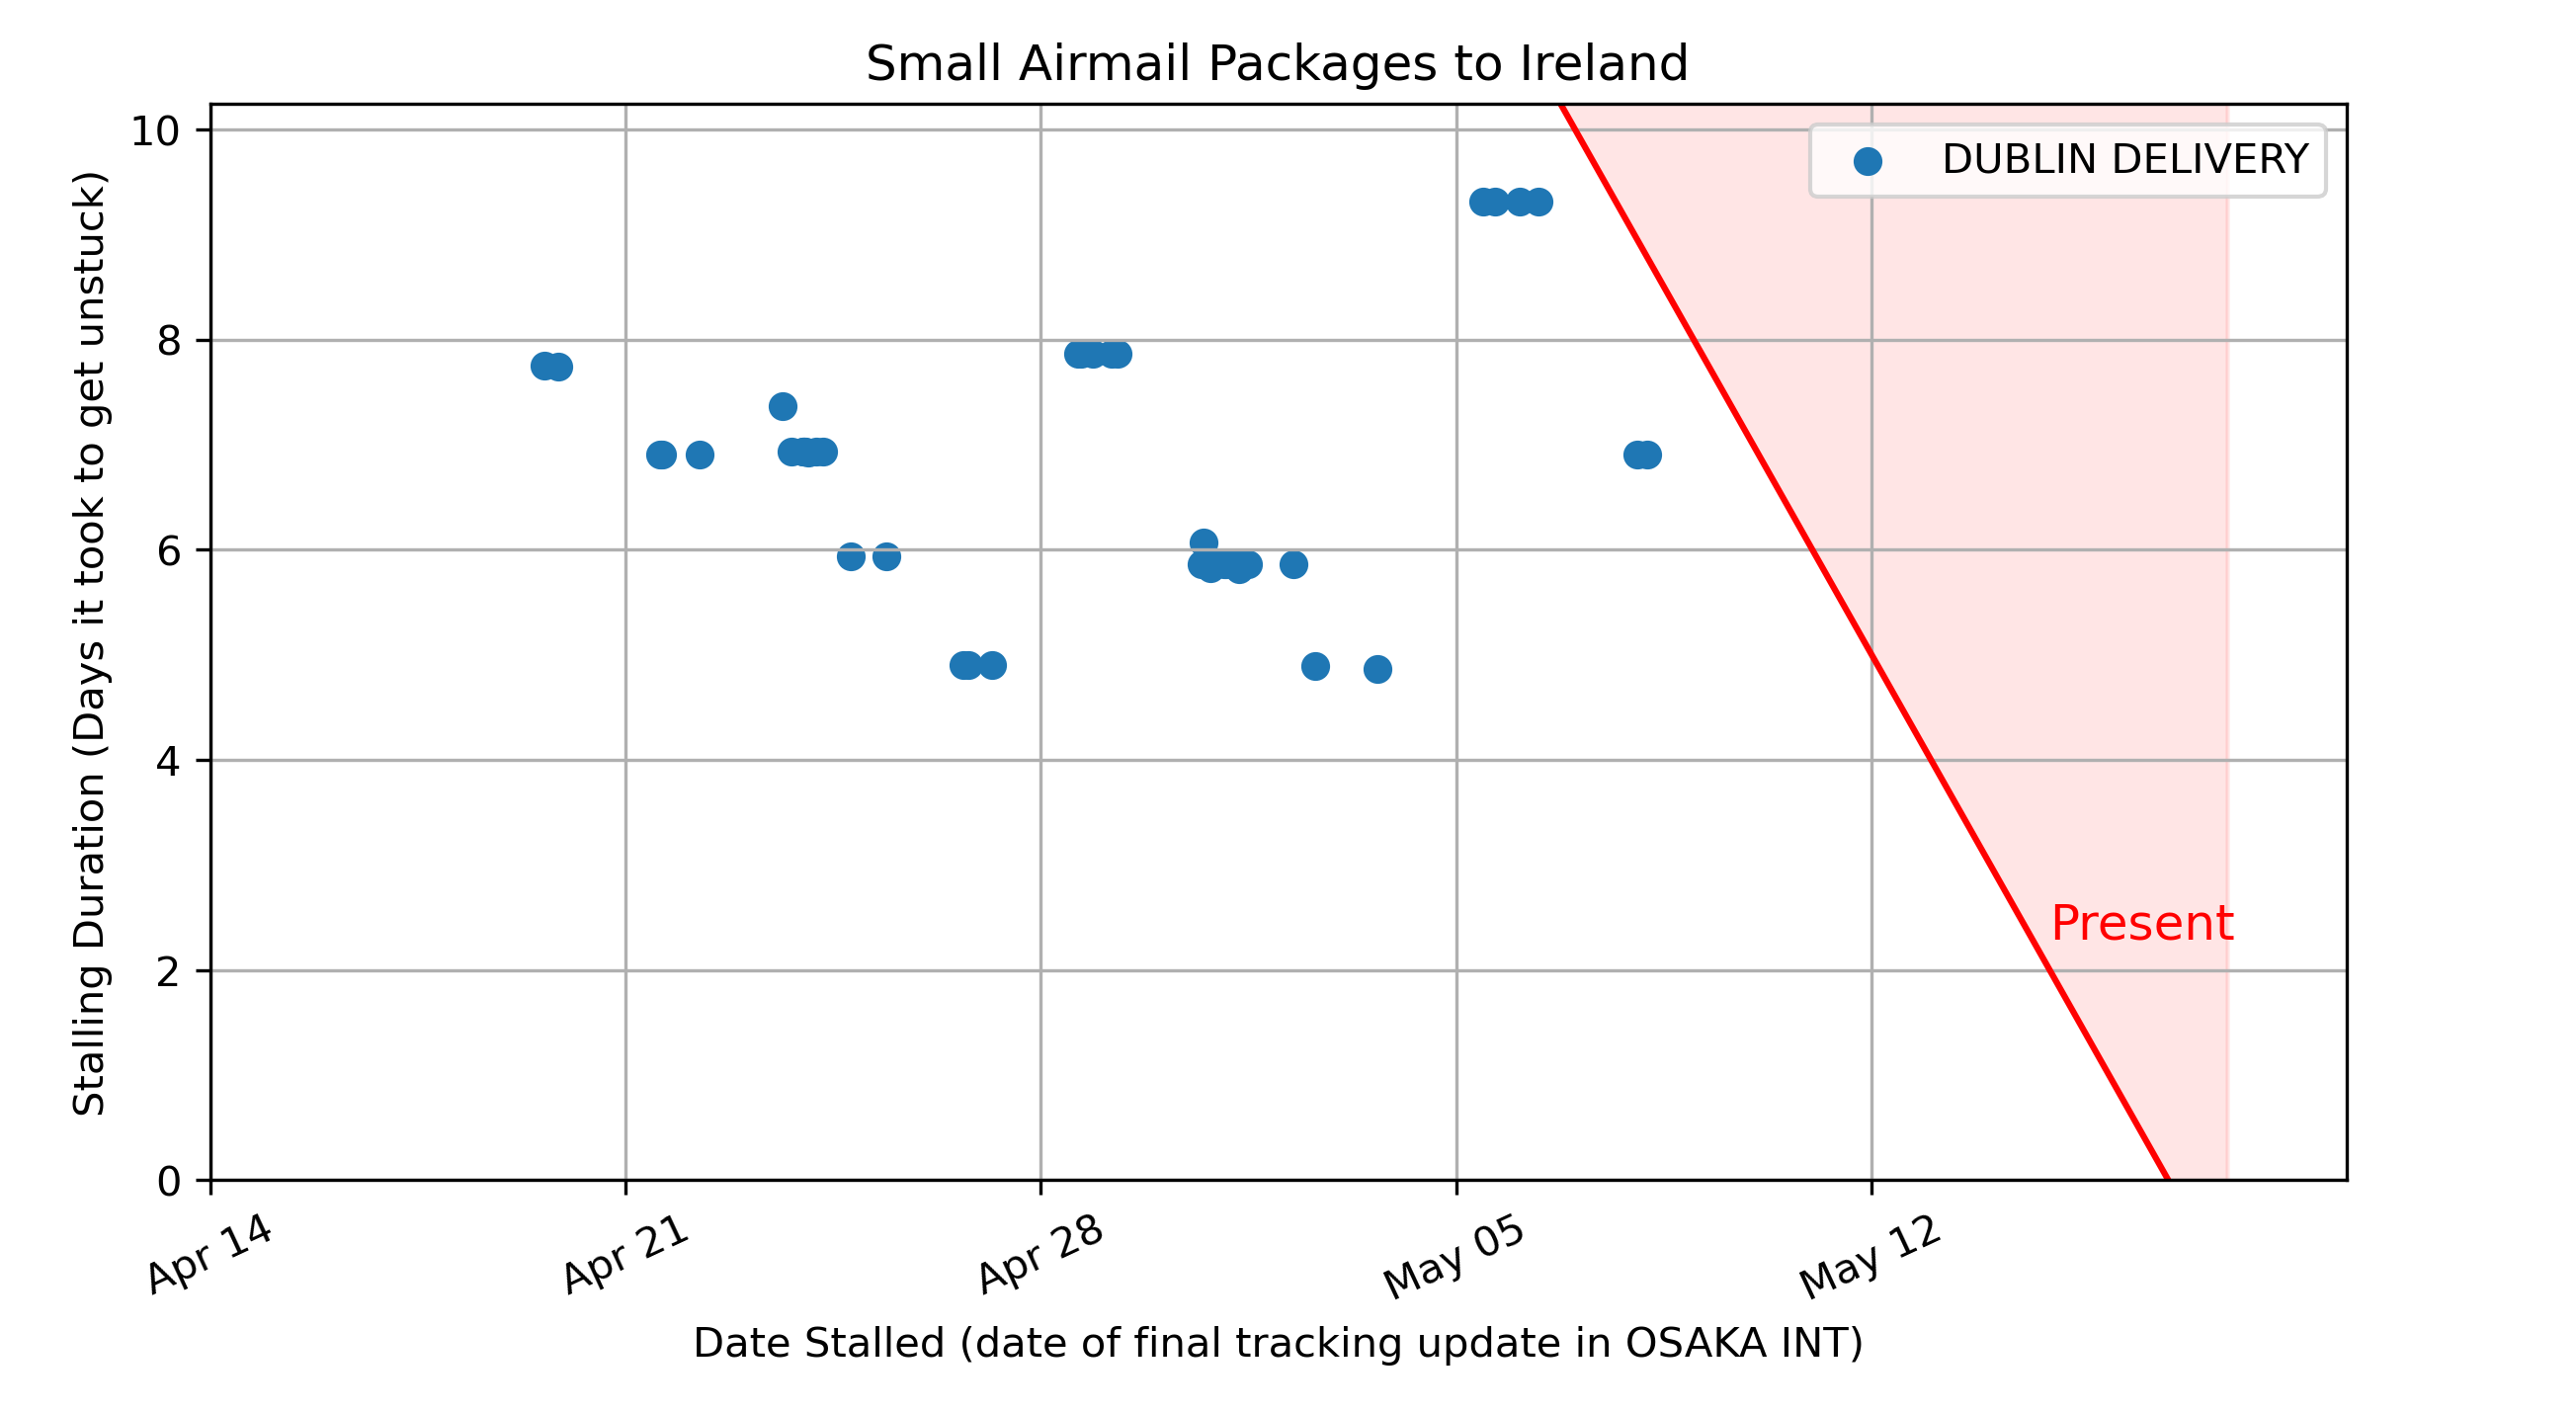 Small Airmail Packages to Ireland
DUBLIN DELIVERY
Stalling Duration (Days it took to get unstuck)
10
8
6
4
2
0
Present
Apr 14
Apr 21
Apr 28
May 05
May 12
Date Stalled (date of final tracking update in OSAKA INT)